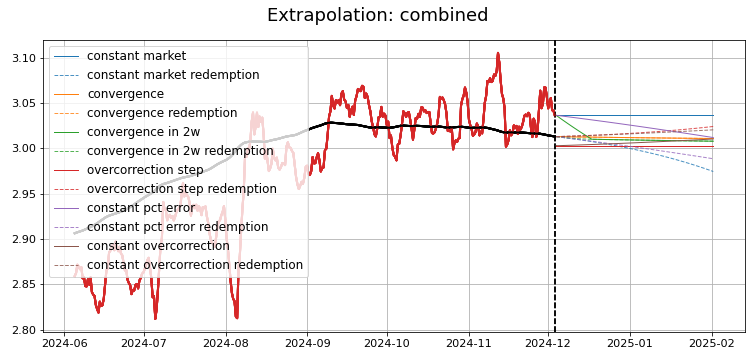 Extrapolation: combined
constant market
constant market redemption
convergence
convergence redemption
convergence in 2w
convergence in 2w redemption
overcorrection step
overcorrection step redemption
constant pct error
constant pct error redemption
constant overcorrection
constant overcorrection redemption
3.10
3.05
3.00
2.95
2.90
2.85
2.80
2024-06 2024-07 2024-08 2024-09 2024-10 2024-11 2024-12 2025-01 2025-02